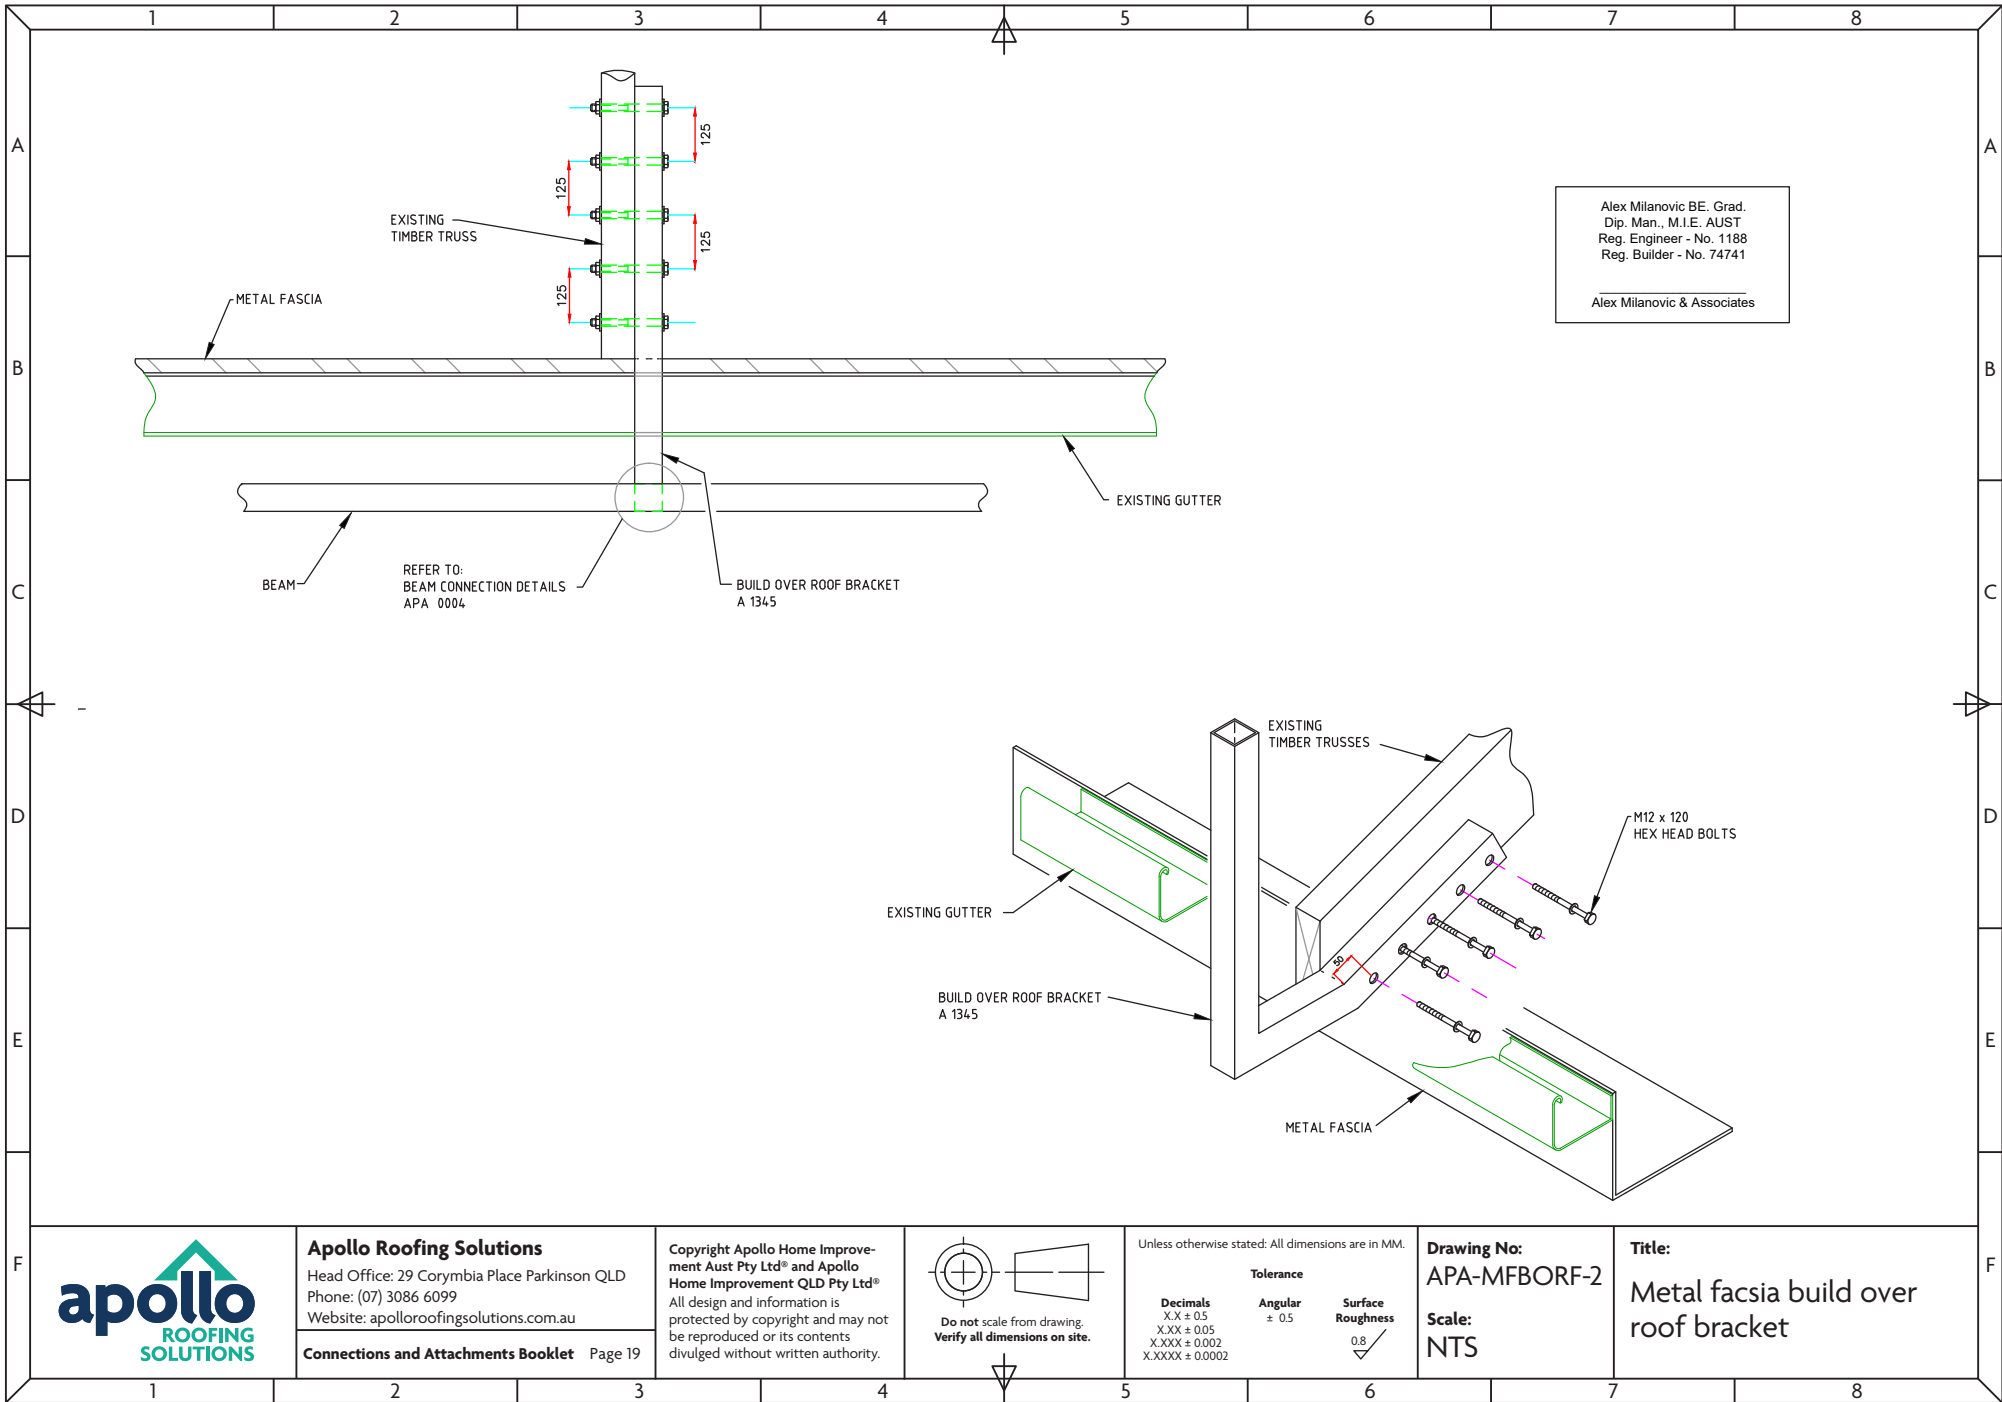 1 2 3 4 5 6 7 8
A
B
C
D
E
F
A
B
C
D
E
F
125
125
125
125
EXISTING
TIMBER TRUSS
METAL FASCIA
EXISTING GUTTER
BEAM
REFER TO:
BEAM CONNECTION DETAILS
APA 0004
BUILD OVER ROOF BRACKET
A 1345
Alex Milanovic BE. Grad.
Dip. Man., M.I.E. AUST
Reg. Engineer - No. 1188
Reg. Builder - No. 74741
Alex Milanovic & Associates
EXISTING
TIMBER TRUSSES
M12 x 120
HEX HEAD BOLTS
EXISTING GUTTER
50
BUILD OVER ROOF BRACKET
A 1345
METAL FASCIA
apollo
ROOFING
SOLUTIONS
Apollo Roofing Solutions
Head Office: 29 Corymbia Place Parkinson QLD
Phone: (07) 3086 6099
Website: apolloroofingsolutions.com.au
Connections and Attachments Booklet Page 19
Copyright Apollo Home Improve-
ment Aust Pty Ltd® and Apollo
Home Improvement QLD Pty Ltd®
All design and information is
protected by copyright and may not
be reproduced or its contents
divulged without written authority.
Do not scale from drawing.
Verify all dimensions on site.
Unless otherwise stated: All dimensions are in MM.
Tolerance
Decimals
X.X ± 0.5
X.XX ± 0.05
X.XXX ± 0.002
X.XXXX ± 0.0002
Angular
± 0.5
Surface
Roughness
0.8
Drawing No:
APA-MFBORF-2
Scale:
NTS
Title:
Metal facsia build over
roof bracket
1 2 3 4 5 6 7 8